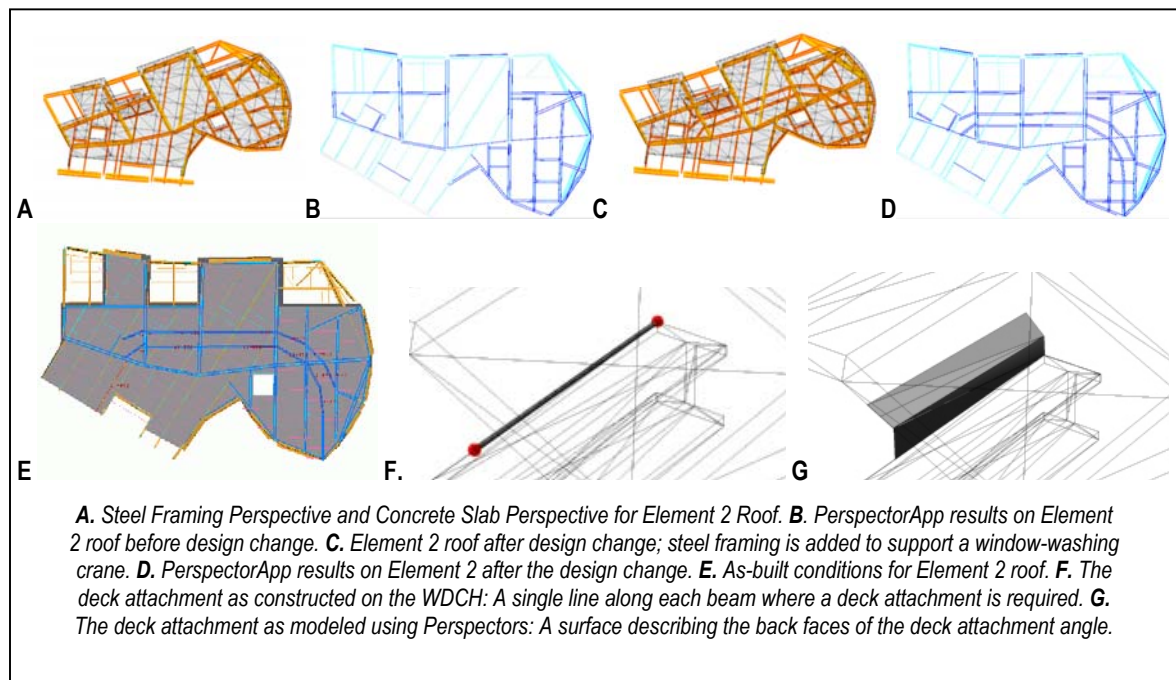 A
B
C
D
E
F.
G
A. Steel Framing Perspective and Concrete Slab Perspective for Element 2 Roof. B. PerspectorApp results on Element
2 roof before design change. C. Element 2 roof after design change; steel framing is added to support a window-washing
crane. D. PerspectorApp results on Element 2 after the design change. E. As-built conditions for Element 2 roof. F. The
deck attachment as constructed on the WDCH: A single line along each beam where a deck attachment is required. G.
The deck attachment as modeled using Perspectors: A surface describing the back faces of the deck attachment angle.